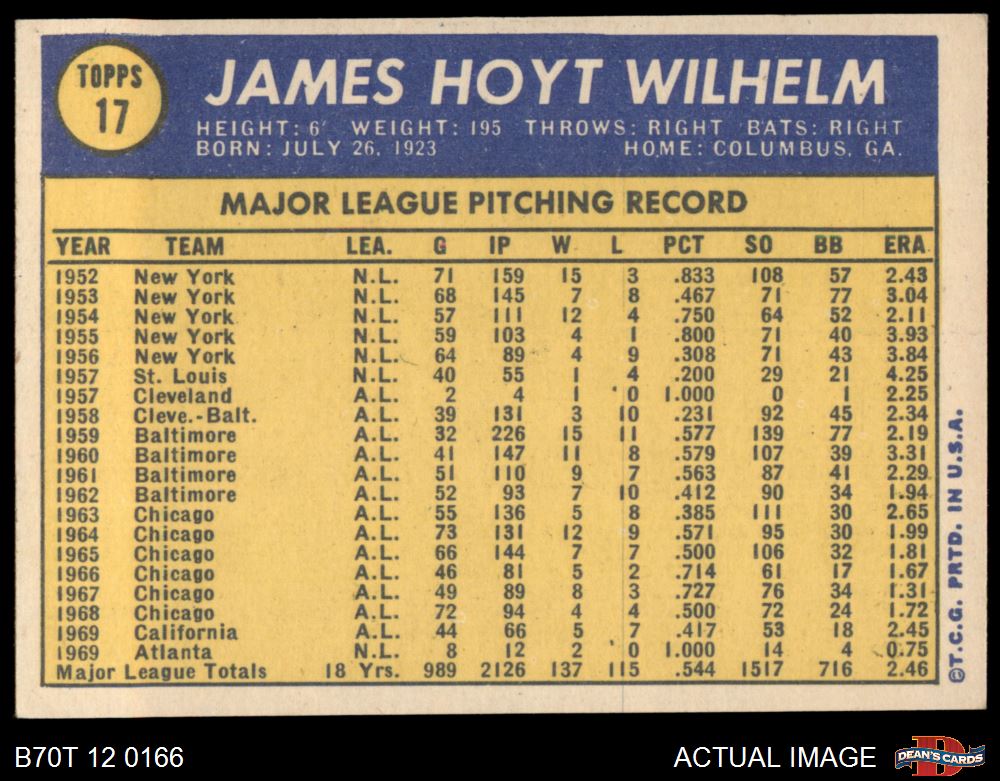 TOPPS
17
JAMES HOYT WILHELM
HEIGHT: 6' WEIGHT: 195 THROWS: RIGHT BATS: RIGHT
BORN: JULY 26, 1923 HOME: COLUMBUS, GA.
MAJOR LEAGUE PITCHING RECORD
YEAR TEAM LEA. G IP W L PCT SO BB ERA
1952 New York N.L. 71 159 15 3 .833 108 57 2.43
1953 New York N.L. 68 145 7 8 .467 71 77 3.04
1954 New York N.L. 57 111 12 4 .750 64 52 2.11
1955 New York N.L. 59 103 4 1 .800 71 40 3.93
1956 New York N.L. 64 89 4 9 .308 71 43 3.84
1957 St. Louis N.L. 40 55 1 4 .200 29 21 4.25
1957 Cleveland A.L. 2 4 1 0 1.000 0 1 2.25
1958 Cleve.-Balt. A.L. 39 131 3 10 .231 92 45 2.34
1959 Baltimore A.L. 32 226 15 11 .577 139 77 2.19
1960 Baltimore A.L. 41 147 11 8 .579 107 39 3.31
1961 Baltimore A.L. 51 110 9 7 .563 87 41 2.29
1962 Baltimore A.L. 52 93 7 10 .412 90 34 1.94
1963 Chicago A.L. 55 136 5 8 .385 111 30 2.65
1964 Chicago A.L. 73 131 12 9 .571 95 30 1.99
1965 Chicago A.L. 66 144 7 7 .500 106 32 1.81
1966 Chicago A.L. 46 81 5 2 .714 61 17 1.67
1967 Chicago A.L. 49 89 8 3 .727 76 34 1.31
1968 Chicago A.L. 72 94 4 4 .500 72 24 1.72
1969 California A.L. 44 66 5 7 .417 53 18 2.45
1969 Atlanta N.L. 8 12 2 0 1.000 14 4 0.75
Major League Totals 18 Yrs. 989 2126 137 115 .544 1517 716 2.46
©T.C.G. PRTD. IN U.S.A.
B70T 12 0166
ACTUAL IMAGE
DEAN'S CARDS